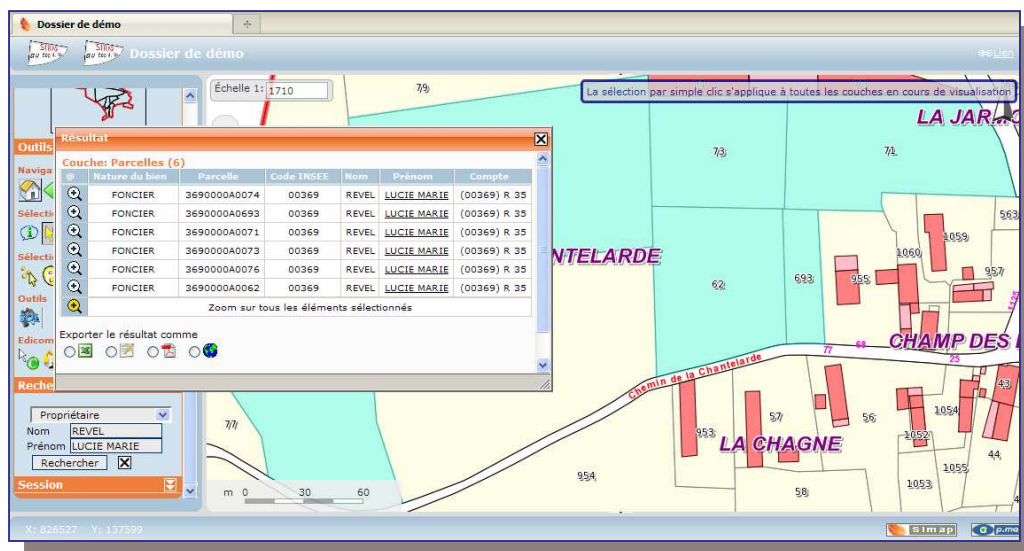 Dossier de démo
Dossier de démo
Lien
Échelle 1: 1710
La sélection par simple clic s'applique à toutes les couches en cours de visualisation
79
LA JAR
73
71
Outils
Résultat
Naviga
Couche: Parcelles (6)
@ Nature du bien Parcelle Code INSEE Nom Prénom Compte
FONCIER 3690000A0074 00369 REVEL LUCIE MARIE (00369) R 35
FONCIER 3690000A0693 00369 REVEL LUCIE MARIE (00369) R 35
FONCIER 3690000A0071 00369 REVEL LUCIE MARIE (00369) R 35
FONCIER 3690000A0073 00369 REVEL LUCIE MARIE (00369) R 35
FONCIER 3690000A0076 00369 REVEL LUCIE MARIE (00369) R 35
FONCIER 3690000A0062 00369 REVEL LUCIE MARIE (00369) R 35
Zoom sur tous les éléments sélectionnés
Exporter le résultat comme
Sélecti
Sélecti
Outils
Edicom
Reche
Propriétaire
Nom REVEL
Prénom LUCIE MARIE
Rechercher
Session
NTELARDE
563
1059
1060
957
62
693
955
1125
CHAMP DES
77
68
25
Chemin de la Chantelarde
43
77
953
57
56
1054
LA CHAGNE
1052
44
954
1055
1053
58
m 0 30 60
X: 826527 Y: 137599
Simap
p.me